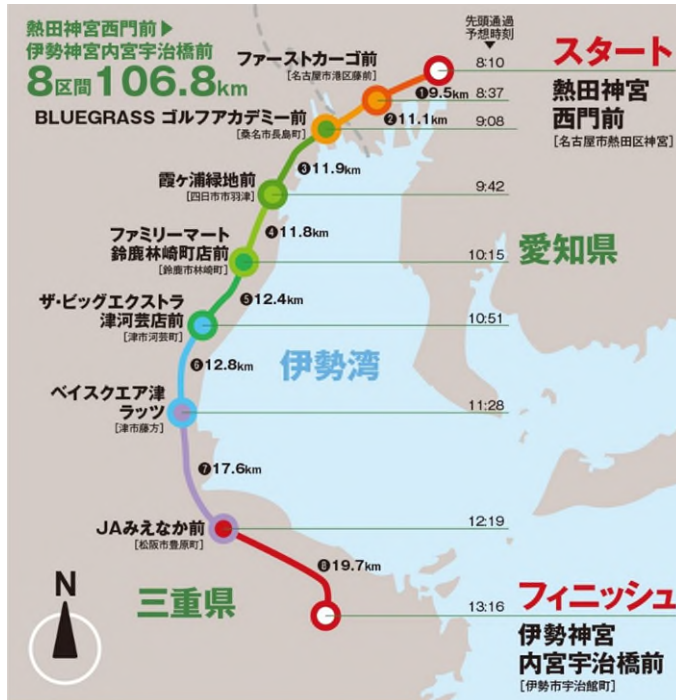 熱田神宮西門前▶
伊勢神宮内宮宇治橋前
8区間106.8km
先頭通過
予想時刻
▼
スタート
熱田神宮
西門前
[名古屋市熱田区神宮]
8:10
❶9.5km
8:37
ファーストカーゴ前
[名古屋市港区藤前]
❷11.1km
9:08
BLUEGRASS ゴルフアカデミー前
[桑名市長島町]
❸11.9km
9:42
霞ヶ浦緑地前
[四日市市羽津]
❹11.8km
愛知県
10:15
ファミリーマート
鈴鹿林崎町店前
[鈴鹿市林崎町]
❺12.4km
10:51
ザ・ビッグエクストラ
津河芸店前
[津市河芸町]
❻12.8km
伊勢湾
11:28
ベイスクエア津
ラッツ
[津市藤方]
❼17.6km
12:19
JAみえなか前
[松阪市豊原町]
❽19.7km
三重県
N
13:16
フィニッシュ
伊勢神宮
内宮宇治橋前
[伊勢市宇治館町]